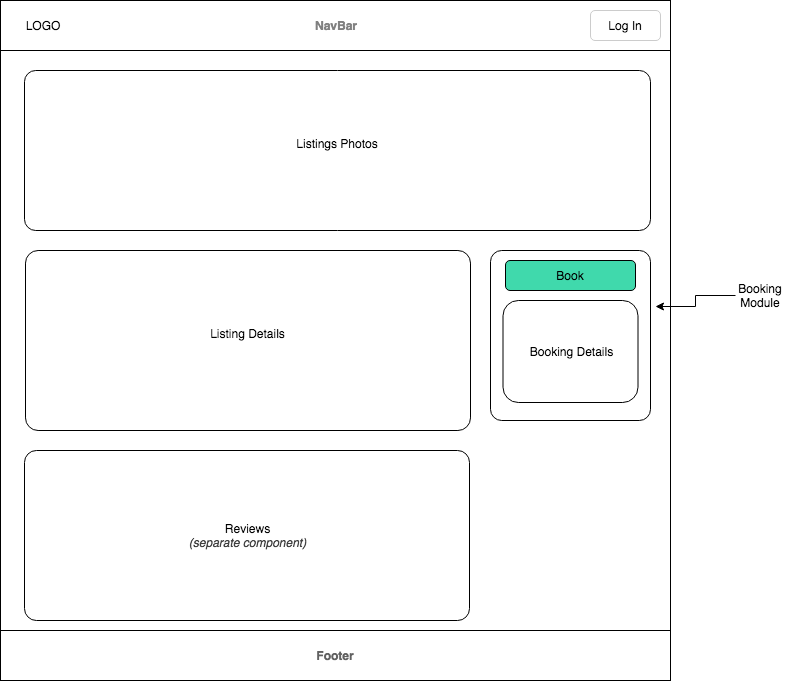 LOGO
NavBar
Log In
Listings Photos
Listing Details
Book
Booking Details
Booking
Module
Reviews
(separate component)
Footer